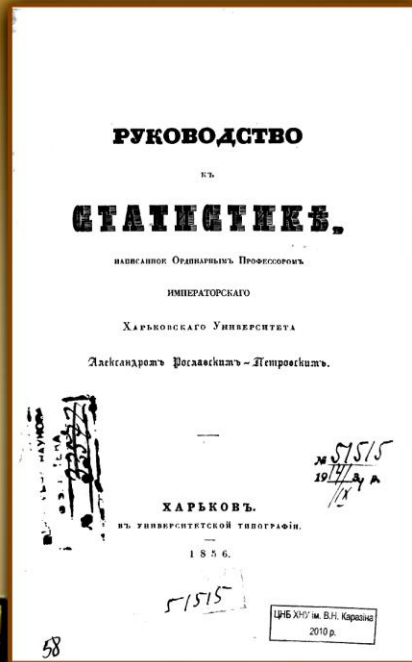 РУКОВОДСТВО
КЪ
СТАТИСТИКѢ,
НАПИСАННОЕ ОРДИНАРНЫМЪ ПРОФЕССОРОМЪ
ИМПЕРАТОРСКАГО
ХАРЬКОВСКАГО УНИВЕРСИТЕТА
Александромъ Рославскимъ-Петровскимъ.
№ 51515
19
ХАРЬКОВЪ.
ВЪ УНИВЕРСИТЕТСКОЙ ТИПОГРАФІИ.
1856.
51515
ЦНБ ХНУ ім. В.Н. Каразіна
2010 р.
58